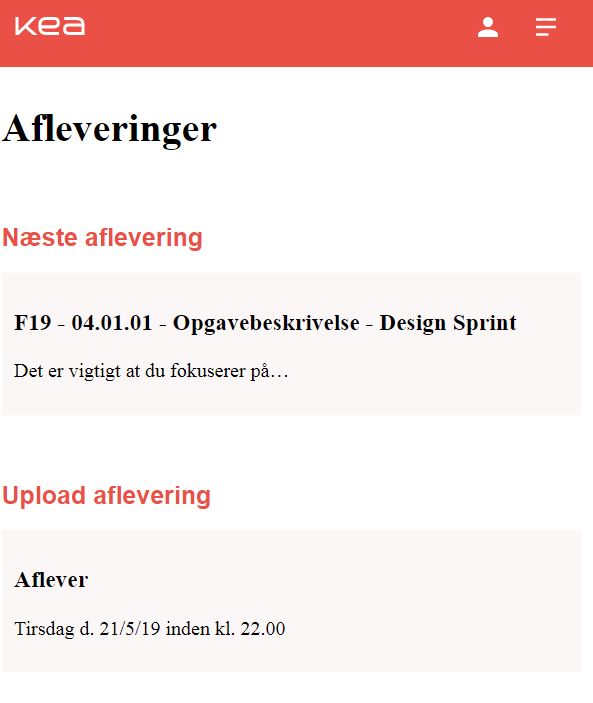 kea
Afleveringer
Næste aflevering
F19 - 04.01.01 - Opgavebeskrivelse - Design Sprint
Det er vigtigt at du fokuserer på…
Upload aflevering
Aflever
Tirsdag d. 21/5/19 inden kl. 22.00